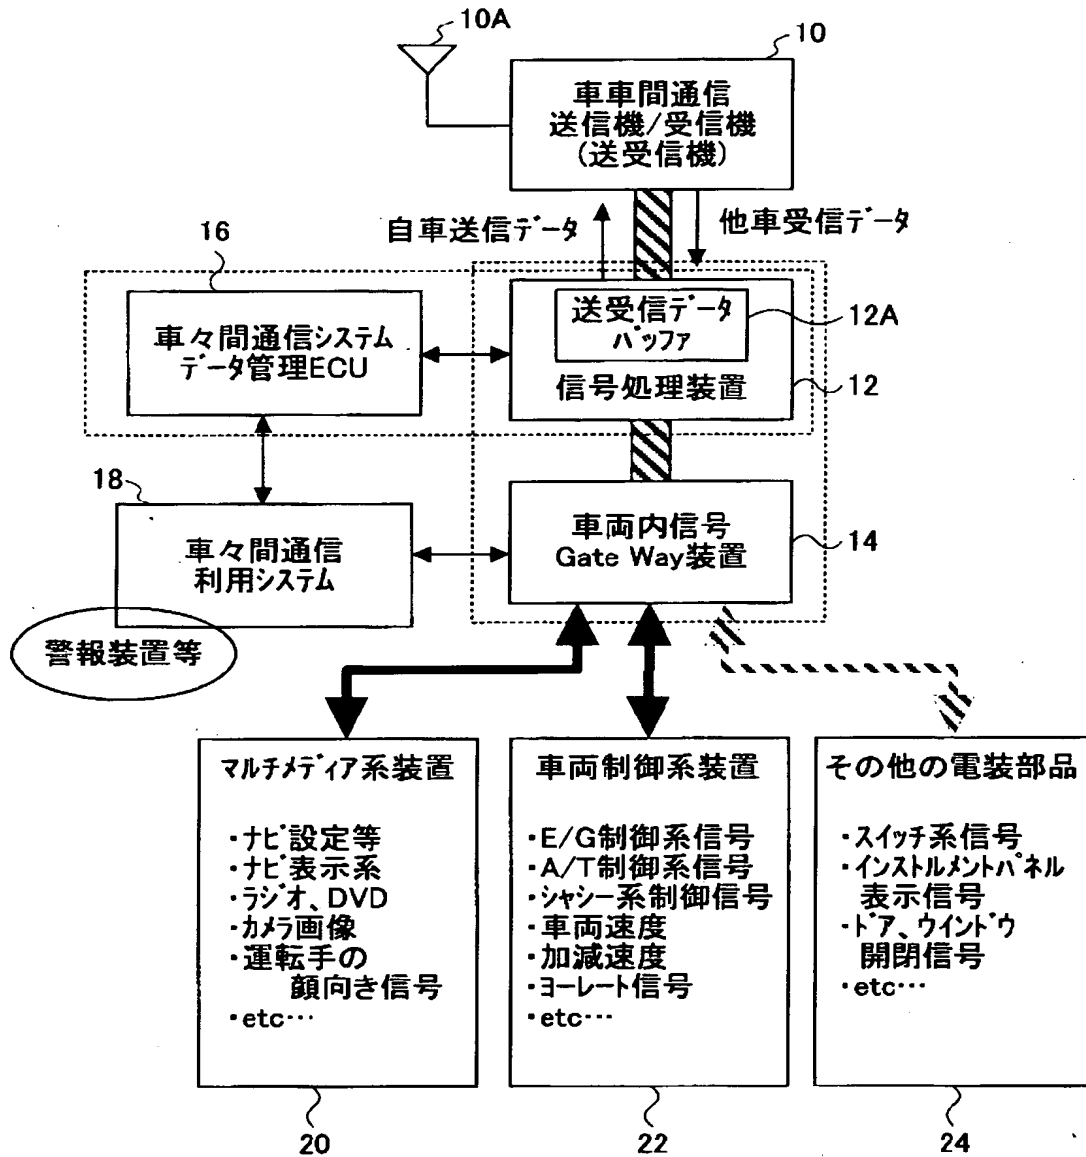 10A
10
車車間通信
送信機/受信機
(送受信機)
自車送信ﾃﾞｰﾀ
他車受信ﾃﾞｰﾀ
16
車々間通信ｼｽﾃﾑ
ﾃﾞｰﾀ管理ECU
送受信ﾃﾞｰﾀ
ﾊﾞｯﾌｧ
12A
信号処理装置
12
18
車々間通信
利用ｼｽﾃﾑ
警報装置等
車両内信号
Gate Way装置
14
ﾏﾙﾁﾒﾃﾞｨｱ系装置
・ﾅﾋﾞ設定等
・ﾅﾋﾞ表示系
・ﾗｼﾞｵ、DVD
・ｶﾒﾗ画像
・運転手の
顔向き信号
・etc…
20
車両制御系装置
・E/G制御系信号
・A/T制御系信号
・ｼｬｼｰ系制御信号
・車両速度
・加減速度
・ﾖｰﾚｰﾄ信号
・etc…
22
その他の電装部品
・ｽｲｯﾁ系信号
・ｲﾝｽﾄﾙﾒﾝﾄﾊﾟﾈﾙ
表示信号
・ﾄﾞｱ、ｳｲﾝﾄﾞｳ
開閉信号
・etc…
24